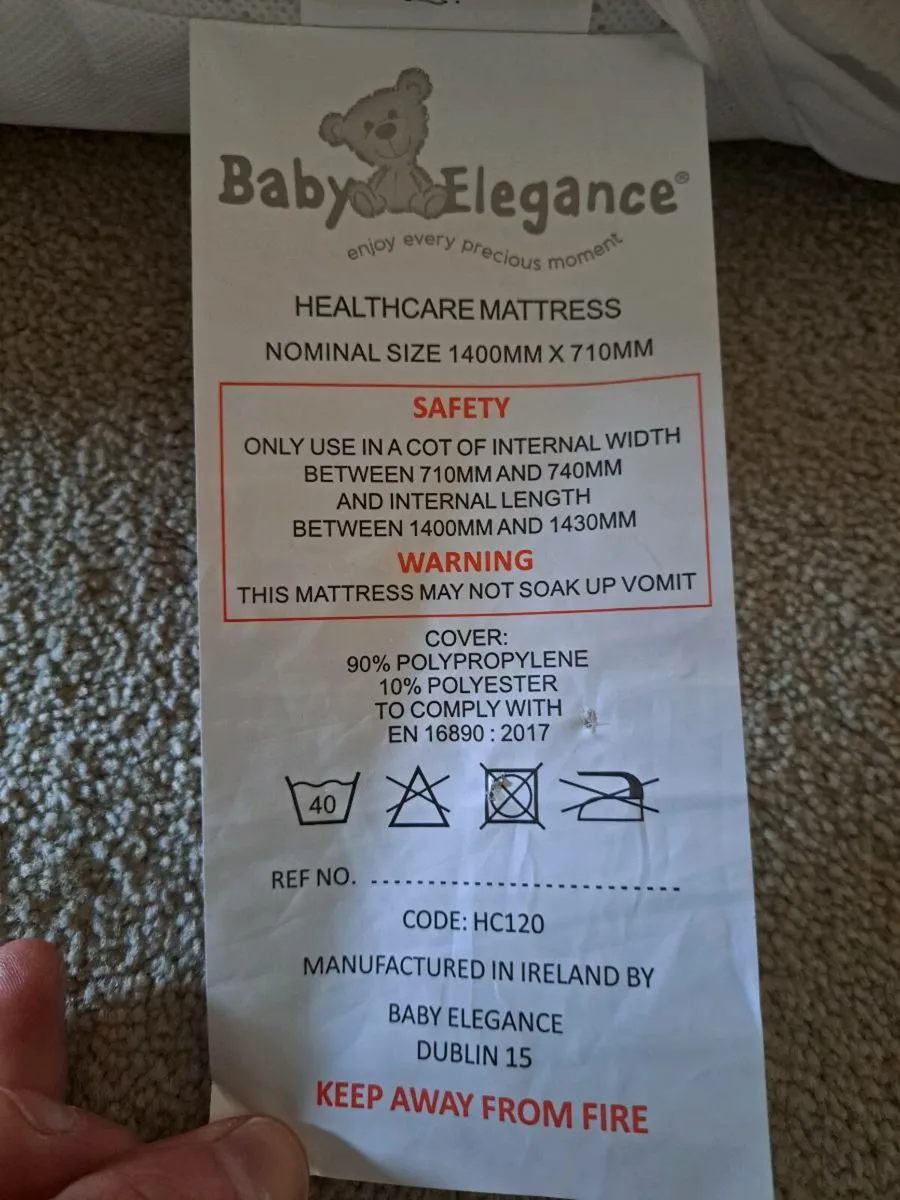 Baby Elegance®
enjoy every precious moment
HEALTHCARE MATTRESS
NOMINAL SIZE 1400MM X 710MM
SAFETY
ONLY USE IN A COT OF INTERNAL WIDTH
BETWEEN 710MM AND 740MM
AND INTERNAL LENGTH
BETWEEN 1400MM AND 1430MM
WARNING
THIS MATTRESS MAY NOT SOAK UP VOMIT
COVER:
90% POLYPROPYLENE
10% POLYESTER
TO COMPLY WITH
EN 16890 : 2017
40
REF NO. ........................................
CODE: HC120
MANUFACTURED IN IRELAND BY
BABY ELEGANCE
DUBLIN 15
KEEP AWAY FROM FIRE